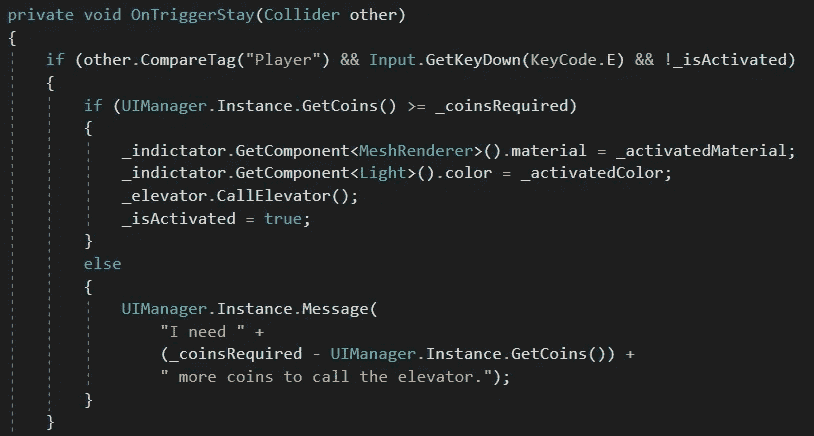 private void OnTriggerStay(Collider other)
{
if (other.CompareTag("Player") && Input.GetKeyDown(KeyCode.E) && !_isActivated)
{
if (UIManager.Instance.GetCoins() >= _coinsRequired)
{
_indictator.GetComponent<MeshRenderer>().material = _activatedMaterial;
_indictator.GetComponent<Light>().color = _activatedColor;
_elevator.CallElevator();
_isActivated = true;
}
else
{
UIManager.Instance.Message(
"I need " +
(_coinsRequired - UIManager.Instance.GetCoins()) +
" more coins to call the elevator.");
}
}